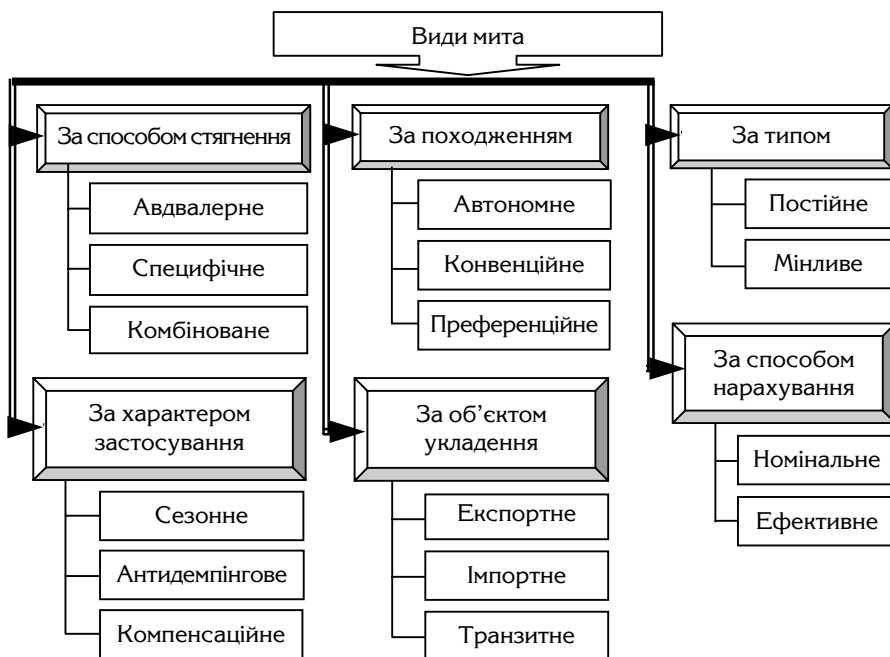 Види мита
За способом стягнення
Авдвалерне
Специфічне
Комбіноване
За характером
застосування
Сезонне
Антидемпінгове
Компенсаційне
За походженням
Автономне
Конвенційне
Преференційне
За об’єктом
укладення
Експортне
Імпортне
Транзитне
За типом
Постійне
Мінливе
За способом
нарахування
Номінальне
Ефективне